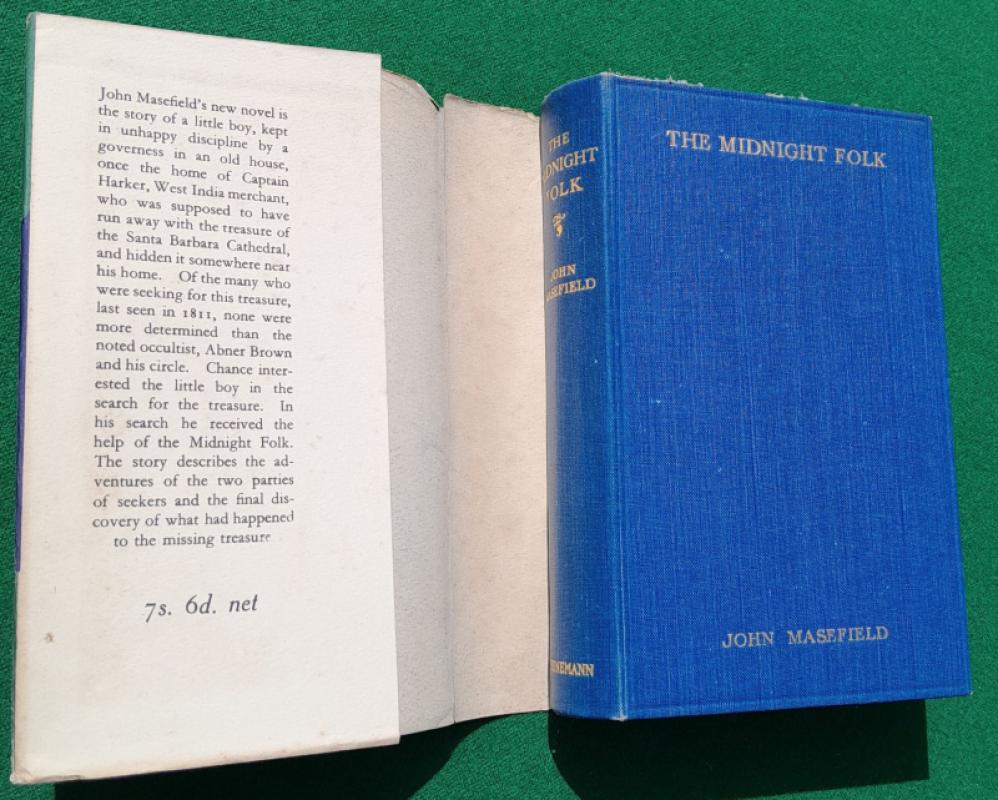 John Masefield's new novel is
the story of a little boy, kept
in unhappy discipline by a
governess in an old house,
once the home of Captain
Harker, West India merchant,
who was supposed to have
run away with the treasure of
the Santa Barbara Cathedral,
and hidden it somewhere near
his home. Of the many who
were seeking for this treasure,
last seen in 1811, none were
more determined than the
noted occultist, Abner Brown
and his circle. Chance inter-
ested the little boy in the
search for the treasure. In
his search he received the
help of the Midnight Folk.
The story describes the ad-
ventures of the two parties
of seekers and the final dis-
covery of what had happened
to the missing treasure
7s. 6d. net
THE
IDNIGHT
FOLK
JOHN
MASEFIELD
EINEMANN
THE MIDNIGHT FOLK
JOHN MASEFIELD